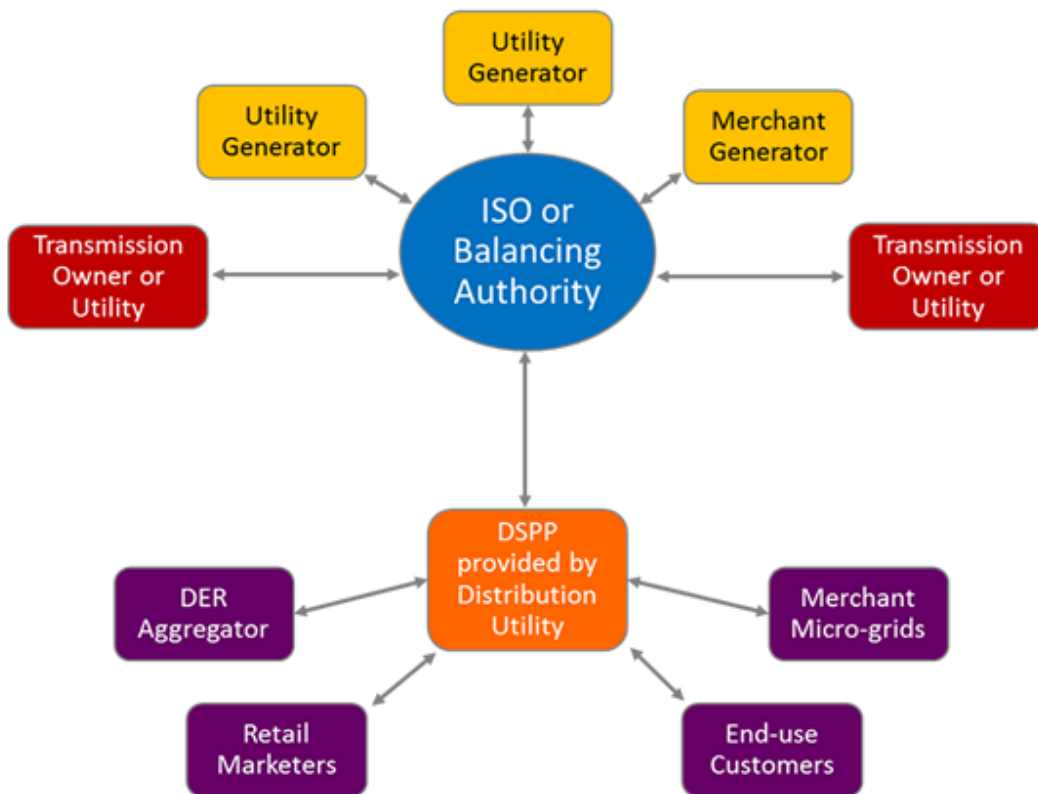 Utility
Generator
Utility
Generator
Merchant
Generator
ISO or
Balancing
Authority
Transmission
Owner or
Utility
Transmission
Owner or
Utility
DSPP
provided by
Distribution
Utility
DER
Aggregator
Merchant
Micro-grids
Retail
Marketers
End-use
Customers